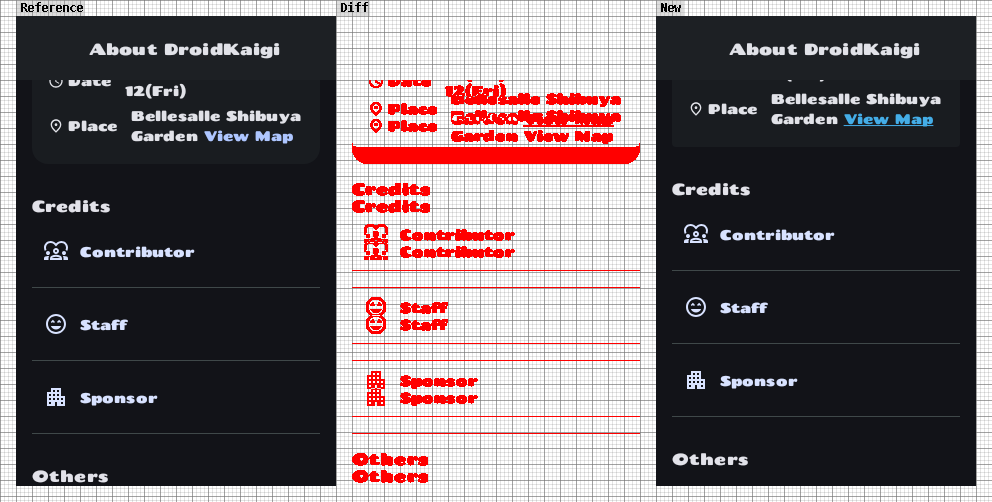 Reference
Diff
New
About DroidKaigi
Date
12(Fri)
Place
Bellesalle Shibuya
Garden View Map
Credits
Contributor
Staff
Sponsor
Others
Date
12(Fri)
Place
Bellesalle Shibuya
Place
Garden View Map
Credits
Credits
Contributor
Contributor
Staff
Staff
Sponsor
Sponsor
Others
Others
About DroidKaigi
Place
Bellesalle Shibuya
Garden View Map
Credits
Contributor
Staff
Sponsor
Others